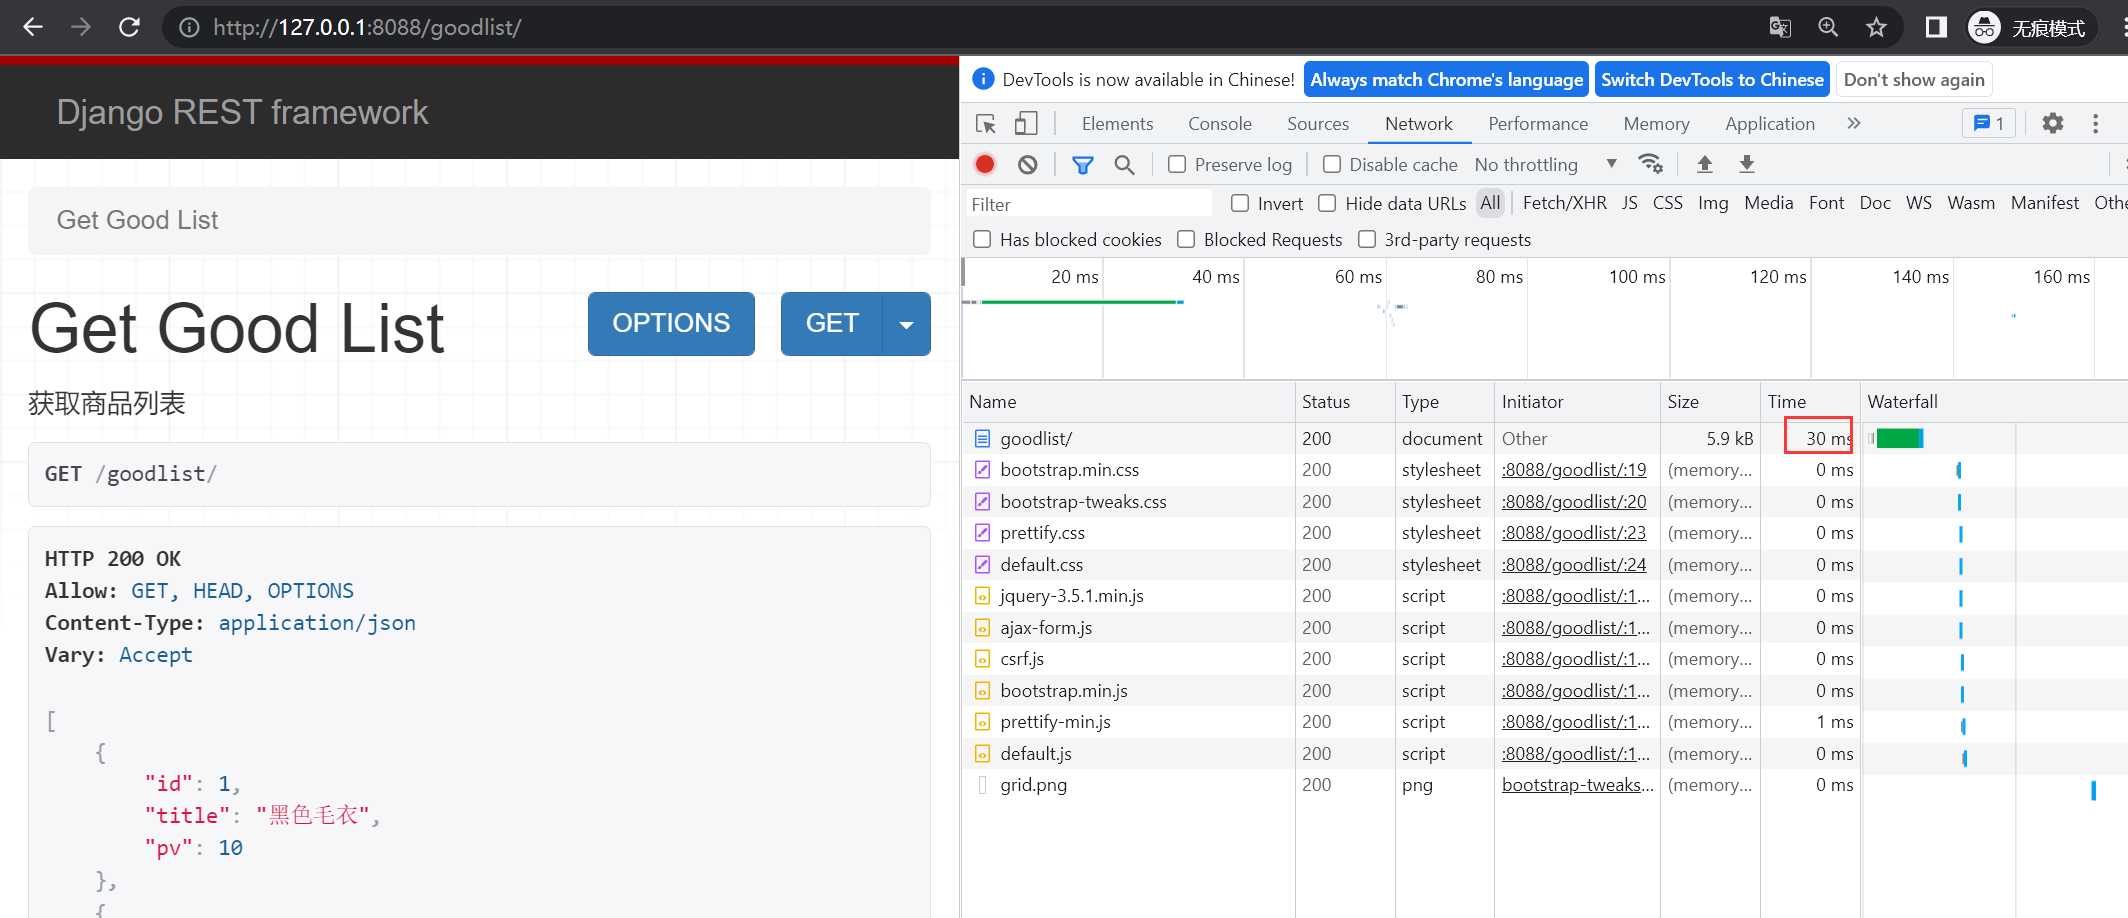 http://127.0.0.1:8088/goodlist/
无痕模式
Django REST framework
Get Good List
Get Good List
OPTIONS
GET
获取商品列表
GET /goodlist/
HTTP 200 OK
Allow: GET, HEAD, OPTIONS
Content-Type: application/json
Vary: Accept
[
{
"id": 1,
"title": "黑色毛衣",
"pv": 10
},
{
DevTools is now available in Chinese! Always match Chrome's language Switch DevTools to Chinese Don't show again
Elements Console Sources Network Performance Memory Application » 1
Preserve log Disable cache No throttling
Filter Invert Hide data URLs All Fetch/XHR JS CSS Img Media Font Doc WS Wasm Manifest Othe
Has blocked cookies Blocked Requests 3rd-party requests
20 ms 40 ms 60 ms 80 ms 100 ms 120 ms 140 ms 160 ms
Name Status Type Initiator Size Time Waterfall
goodlist/ 200 document Other 5.9 kB 30 ms
bootstrap.min.css 200 stylesheet :8088/goodlist/:19 (memory... 0 ms
bootstrap-tweaks.css 200 stylesheet :8088/goodlist/:20 (memory... 0 ms
prettify.css 200 stylesheet :8088/goodlist/:23 (memory... 0 ms
default.css 200 stylesheet :8088/goodlist/:24 (memory... 0 ms
jquery-3.5.1.min.js 200 script :8088/goodlist/:1... (memory... 0 ms
ajax-form.js 200 script :8088/goodlist/:1... (memory... 0 ms
csrf.js 200 script :8088/goodlist/:1... (memory... 0 ms
bootstrap.min.js 200 script :8088/goodlist/:1... (memory... 0 ms
prettify-min.js 200 script :8088/goodlist/:1... (memory... 1 ms
default.js 200 script :8088/goodlist/:1... (memory... 0 ms
grid.png 200 png bootstrap-tweaks... (memory... 0 ms